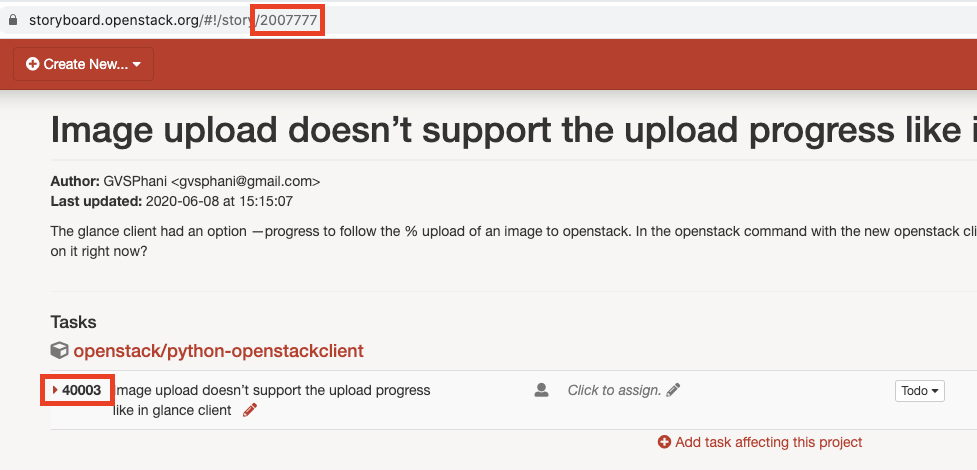 storyboard.openstack.org/#!/story/2007777
Create New...
Image upload doesn’t support the upload progress like i
Author: GVSPhani <gvsphani@gmail.com>
Last updated: 2020-06-08 at 15:15:07
The glance client had an option —progress to follow the % upload of an image to openstack. In the openstack command with the new openstack cli
on it right now?
Tasks
openstack/python-openstackclient
40003 Image upload doesn’t support the upload progress Click to assign. Todo
like in glance client
Add task affecting this project